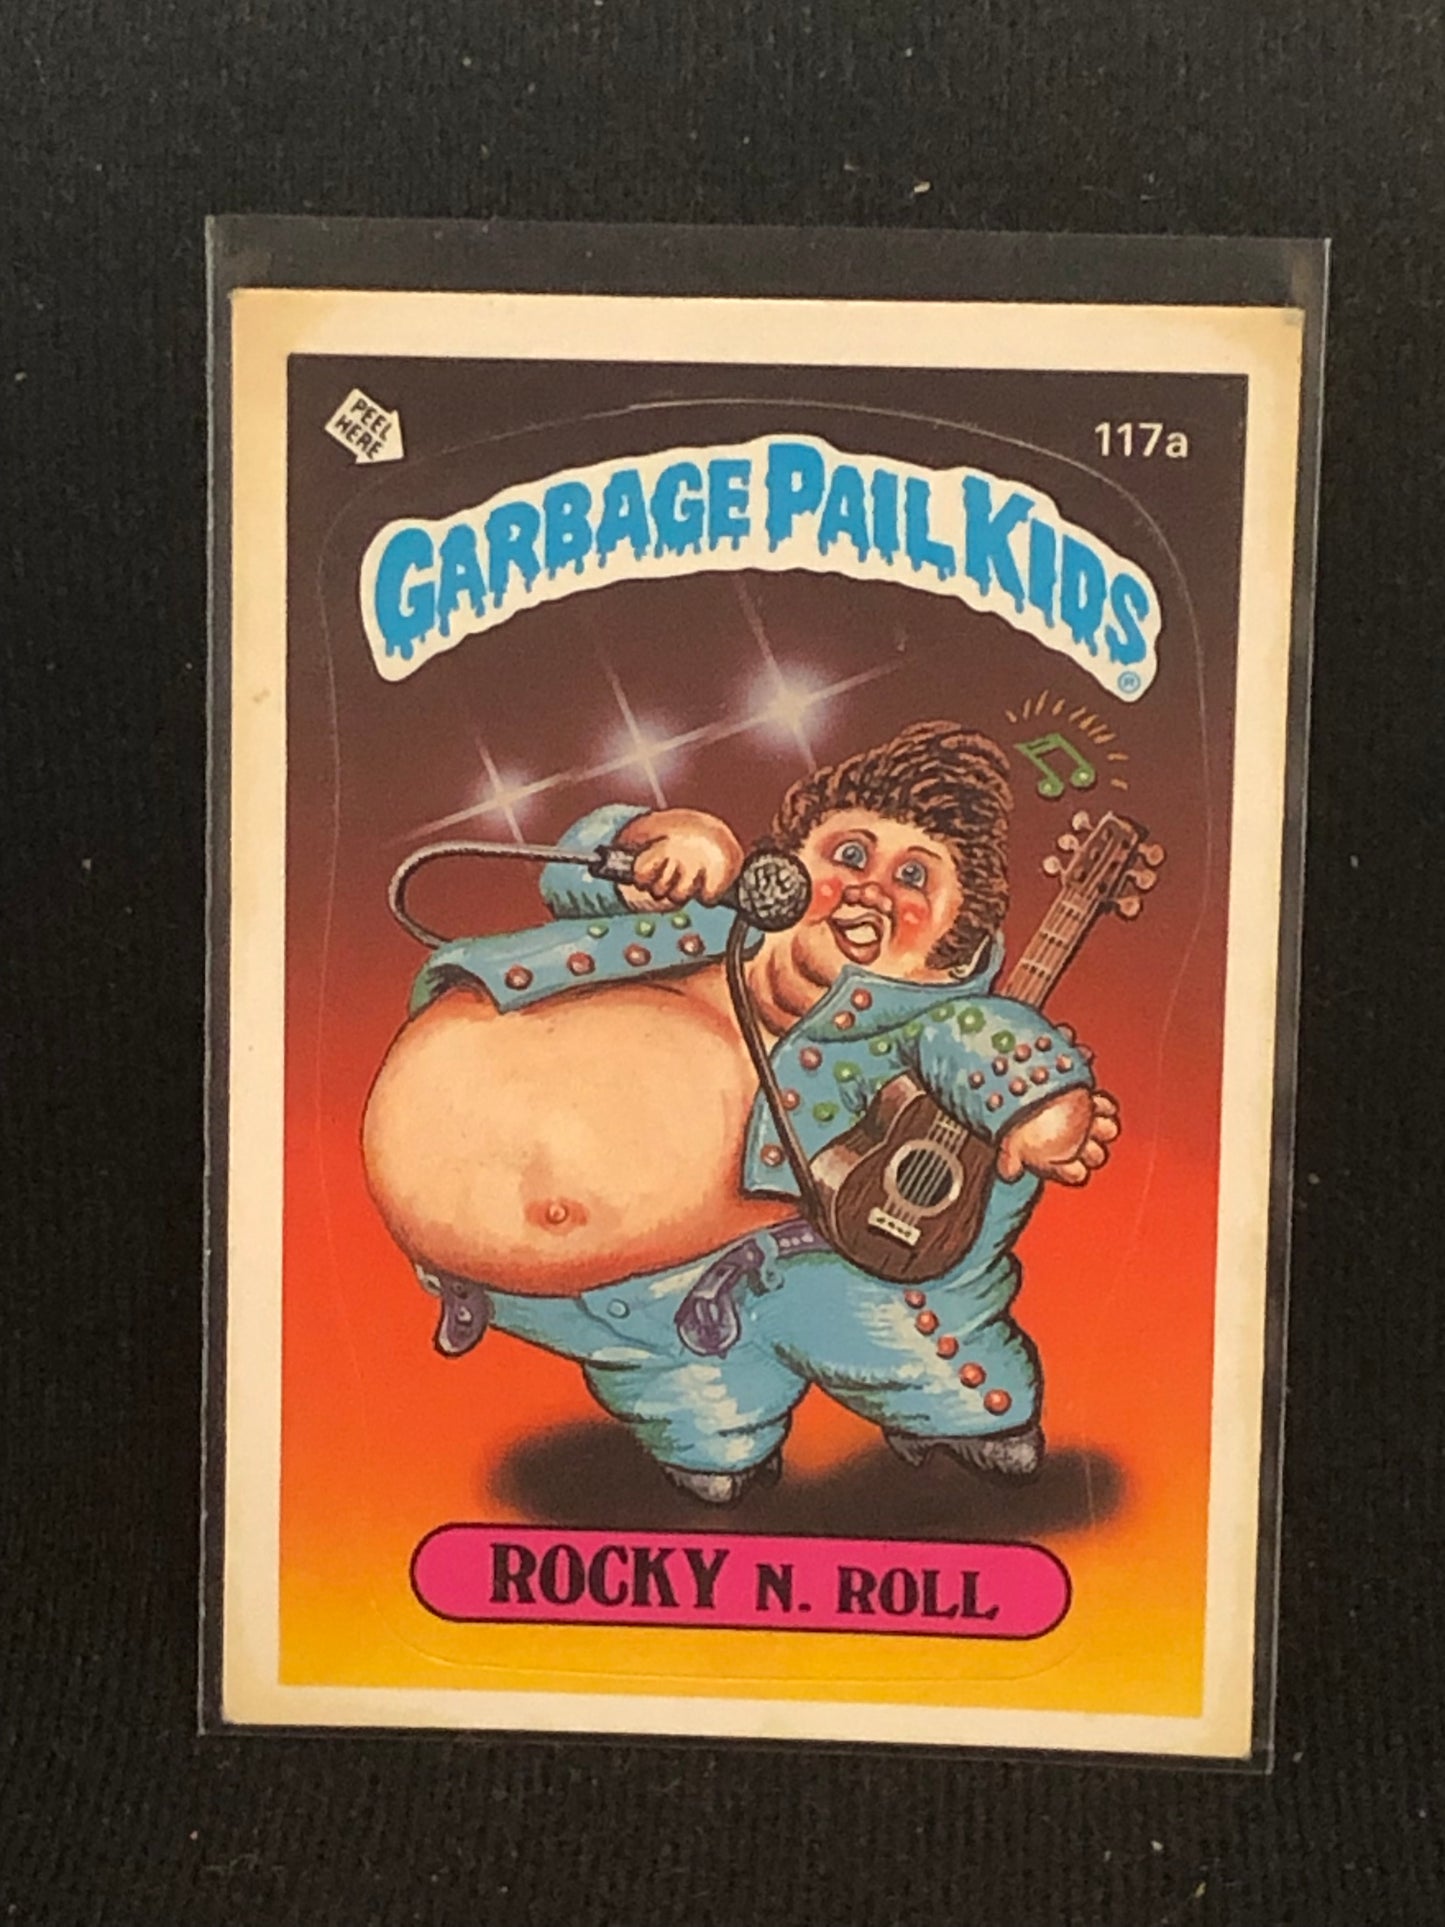 PEEL
HERE
117a
GARBAGE PAIL KIDS
®
ROCKY N. ROLL